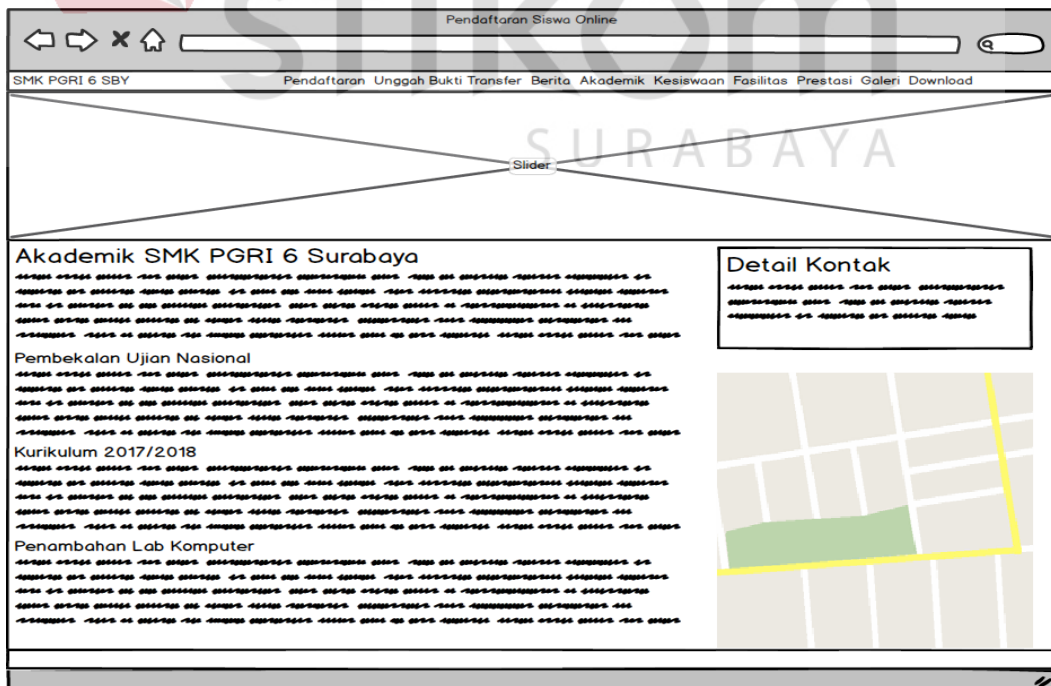 stikom
SURABAYA
Pendaftaran Siswa Online
SMK PGRI 6 SBY Pendaftaran Unggah Bukti Transfer Berita Akademik Kesiswaan Fasilitas Prestasi Galeri Download
Slider
Akademik SMK PGRI 6 Surabaya
Detail Kontak
Pembekalan Ujian Nasional
Kurikulum 2017/2018
Penambahan Lab Komputer